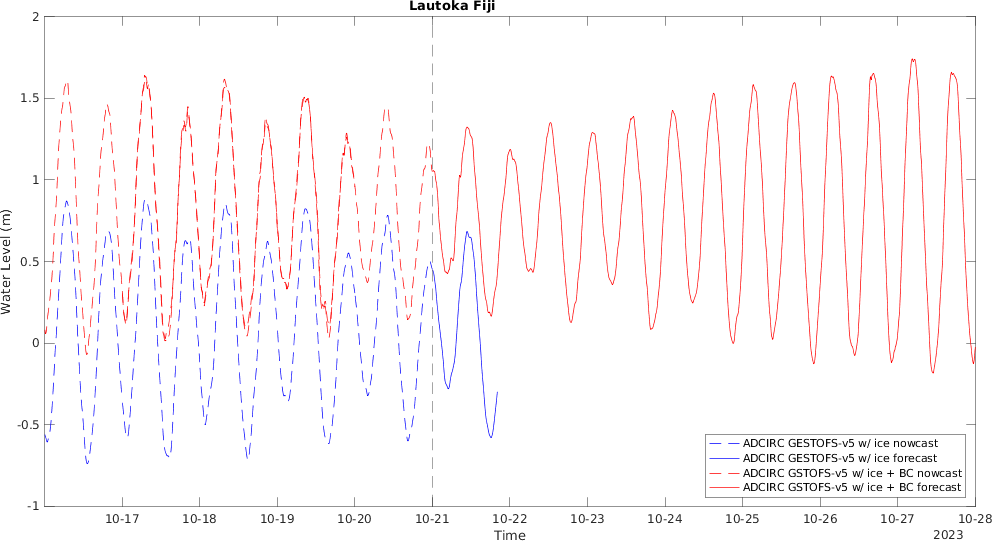 Lautoka Fiji
2
1.5
1
0.5
0
-0.5
-1
Water Level (m)
10-17 10-18 10-19 10-20 10-21 10-22 10-23 10-24 10-25 10-26 10-27 10-28
Time
2023
ADCIRC GESTOFS-v5 w/ ice nowcast
ADCIRC GESTOFS-v5 w/ ice forecast
ADCIRC GSTOFS-v5 w/ ice + BC nowcast
ADCIRC GSTOFS-v5 w/ ice + BC forecast